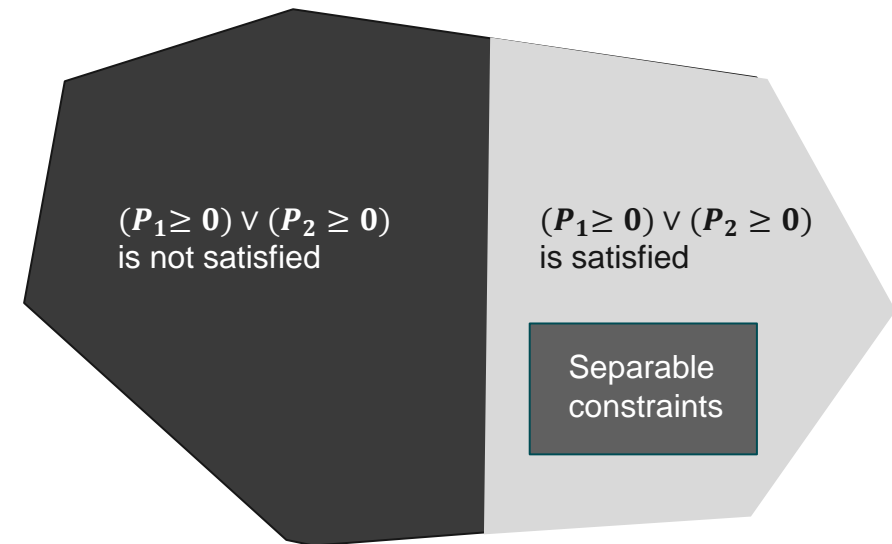 (P₁≥ 0) ∨ (P₂ ≥ 0)
is not satisfied
(P₁≥ 0) ∨ (P₂ ≥ 0)
is satisfied
Separable
constraints